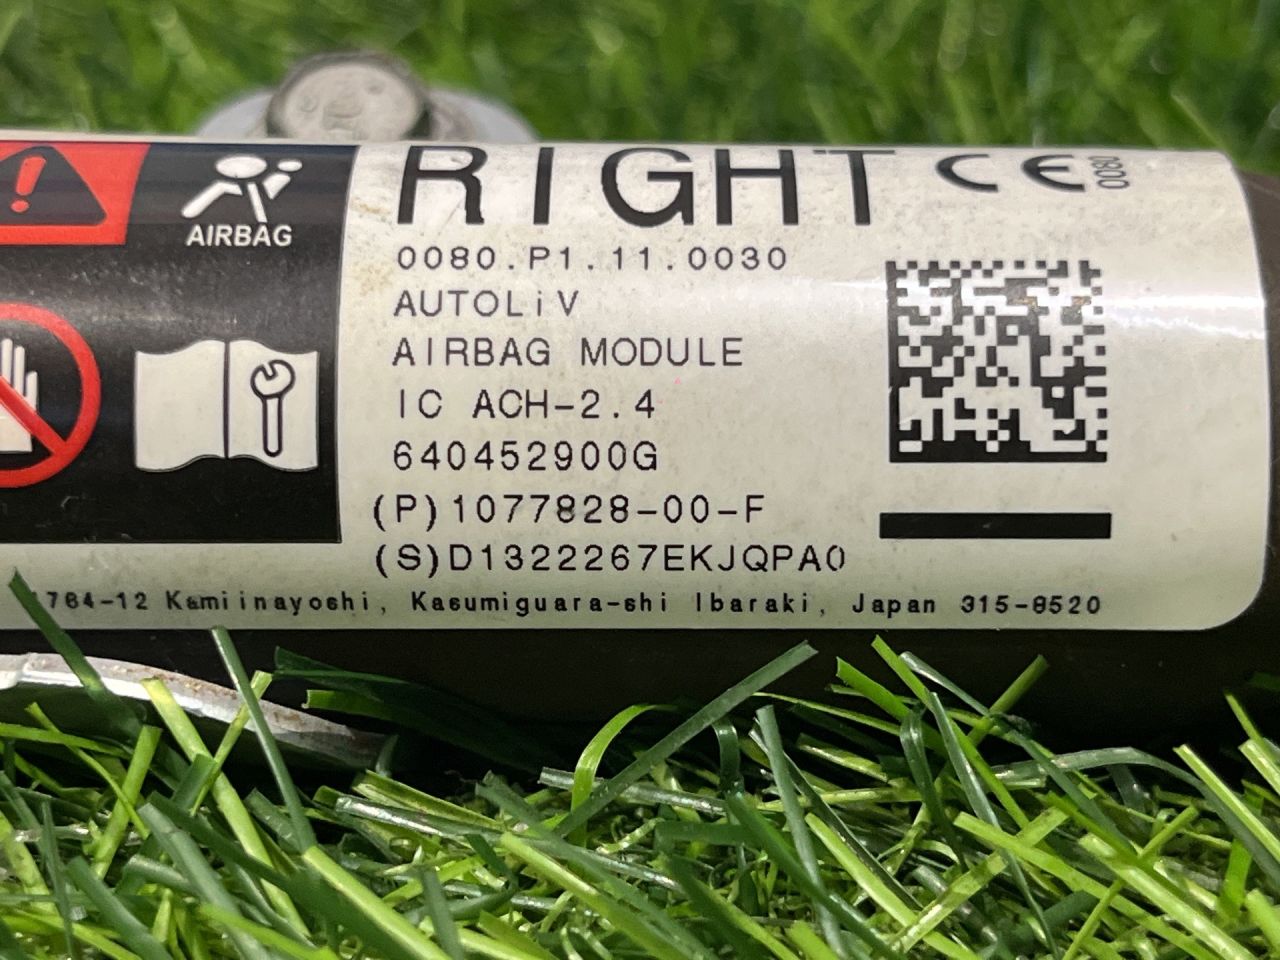 AIRBAG
RIGHT CE 0080
0080.P1.11.0030
AUTOLiV
AIRBAG MODULE
IC ACH-2.4
640452900G
(P)1077828-00-F
(S)D1322267EKJQPA0
1764-12 Kamiinayoshi, Kasumiguara-shi Ibaraki, Japan 315-8520